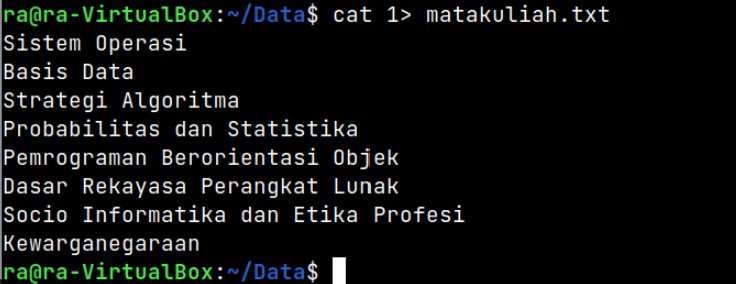 ra@ra-VirtualBox:~/Data$ cat 1> matakuliah.txt
Sistem Operasi
Basis Data
Strategi Algoritma
Probabilitas dan Statistika
Pemrograman Berorientasi Objek
Dasar Rekayasa Perangkat Lunak
Socio Informatika dan Etika Profesi
Kewarganegaraan
ra@ra-VirtualBox:~/Data$